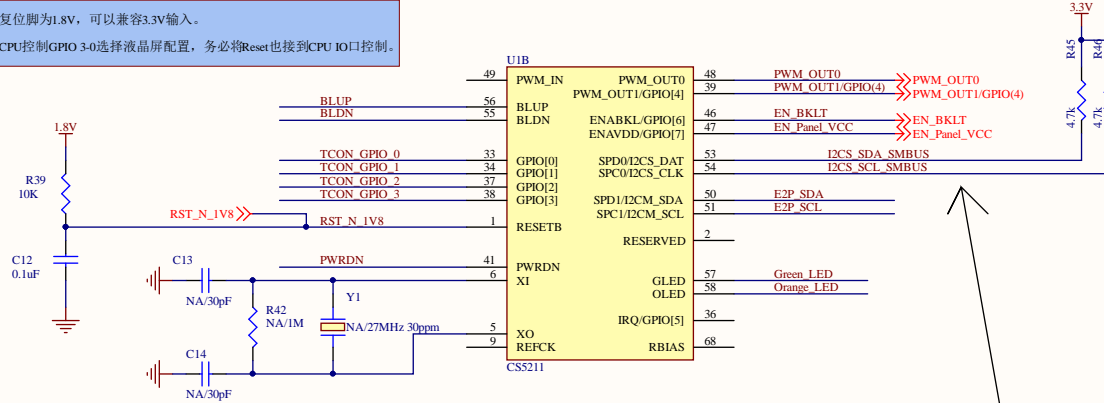 复位脚为1.8V，可以兼容3.3V输入。
CPU控制GPIO 3-0选择液晶屏配置，务必将Reset也接到CPU IO口控制。
3.3V
R45
R46
4.7k
4.7k
U1B
49 PWM_IN
PWM_OUT0 48 PWM_OUT0 PWM_OUT0
PWM_OUT1/GPIO[4] 39 PWM_OUT1/GPIO(4) PWM_OUT1/GPIO(4)
BLUP 56 BLUP
BLDN 55 BLDN
ENABKL/GPIO[6] 46 EN_BKLT EN_BKLT
ENAVDD/GPIO[7] 47 EN_Panel_VCC EN_Panel_VCC
1.8V
TCON_GPIO_0 33 GPIO[0]
TCON_GPIO_1 34 GPIO[1]
TCON_GPIO_2 37 GPIO[2]
TCON_GPIO_3 38 GPIO[3]
SPD0/I2CS_DAT 53 I2CS_SDA_SMBUS
SPC0/I2CS_CLK 54 I2CS_SCL_SMBUS
R39
10K
SPD1/I2CM_SDA 50 E2P_SDA
SPC1/I2CM_SCL 51 E2P_SCL
RST_N_1V8
RST_N_1V8 1 RESETB
RESERVED 2
C12
0.1uF
PWRDN 41 PWRDN
6 XI
GLED 57 Green_LED
OLED 58 Orange_LED
C13
NA/30pF
R42
NA/1M
Y1
NA/27MHz 30ppm
IRQ/GPIO[5] 36
5 XO
9 REFCK
RBIAS 68
C14
NA/30pF
CS5211